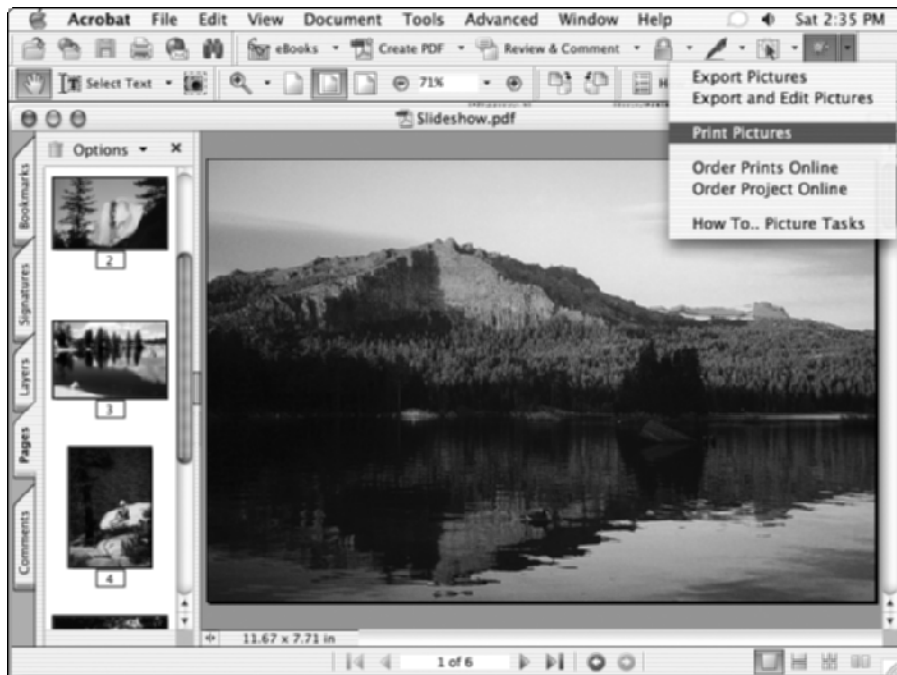 Acrobat File Edit View Document Tools Advanced Window Help Sat 2:35 PM
eBooks Create PDF Review & Comment
Select Text 71%
Slideshow.pdf
Export Pictures
Export and Edit Pictures
Print Pictures
Order Prints Online
Order Project Online
How To.. Picture Tasks
Options
Bookmarks
Signatures
Layers
Pages
Comments
2
3
4
11.67 x 7.71 in
1 of 6